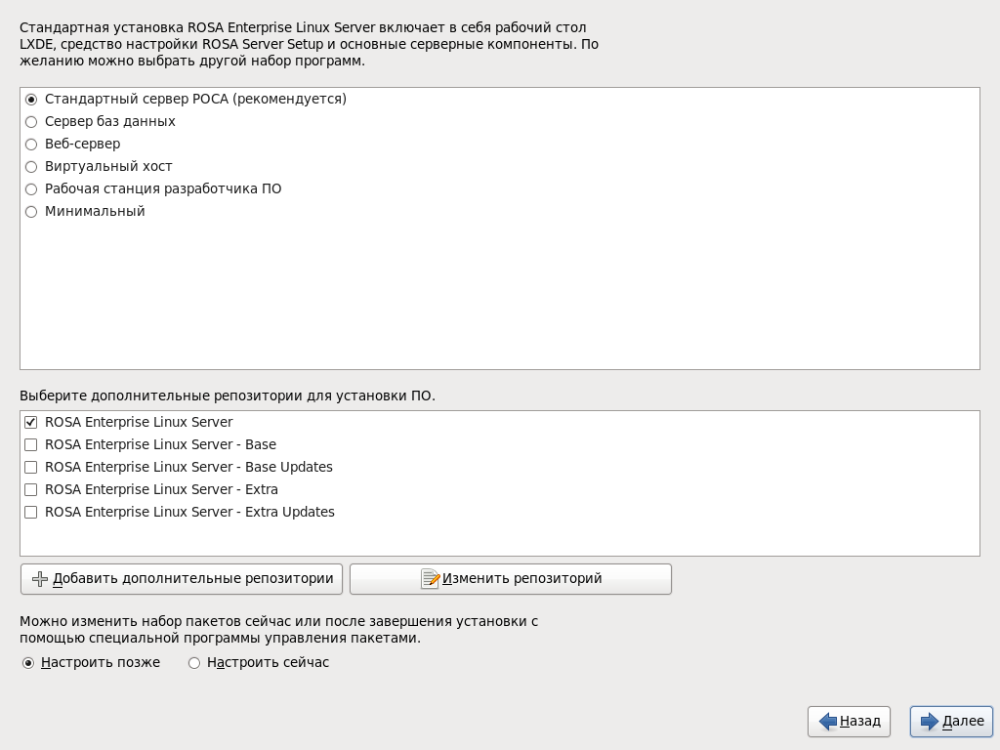 Стандартная установка ROSA Enterprise Linux Server включает в себя рабочий стол
LXDE, средство настройки ROSA Server Setup и основные серверные компоненты. По
желанию можно выбрать другой набор программ.
Стандартный сервер РОСА (рекомендуется)
Сервер баз данных
Веб-сервер
Виртуальный хост
Рабочая станция разработчика ПО
Минимальный
Выберите дополнительные репозитории для установки ПО.
ROSA Enterprise Linux Server
ROSA Enterprise Linux Server - Base
ROSA Enterprise Linux Server - Base Updates
ROSA Enterprise Linux Server - Extra
ROSA Enterprise Linux Server - Extra Updates
Добавить дополнительные репозитории Изменить репозиторий
Можно изменить набор пакетов сейчас или после завершения установки с
помощью специальной программы управления пакетами.
Настроить позже Настроить сейчас
Назад Далее